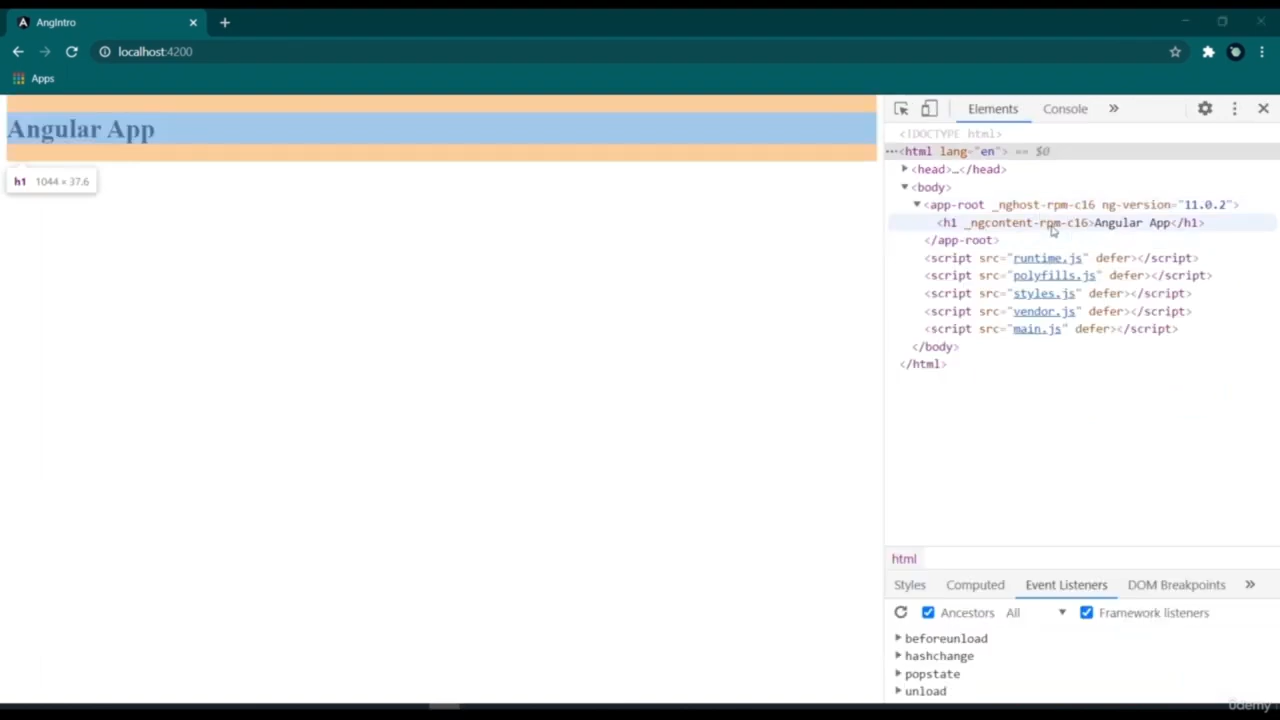 AngIntro
localhost:4200
Apps
Angular App
h1 1044 × 37.6
Elements Console »
<!DOCTYPE html>
···<html lang="en"> == $0
<head>…</head>
<body>
<app-root _nghost-rpm-c16 ng-version="11.0.2">
<h1 _ngcontent-rpm-c16>Angular App</h1>
</app-root>
<script src="runtime.js" defer></script>
<script src="polyfills.js" defer></script>
<script src="styles.js" defer></script>
<script src="vendor.js" defer></script>
<script src="main.js" defer></script>
</body>
</html>
html
Styles Computed Event Listeners DOM Breakpoints »
Ancestors All Framework listeners
beforeunload
hashchange
popstate
unload
ûdemy